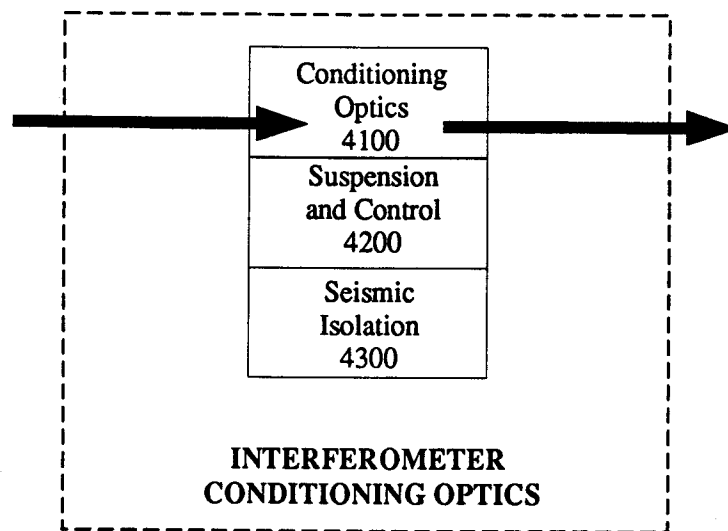 Conditioning
Optics
4100
Suspension
and Control
4200
Seismic
Isolation
4300
INTERFEROMETER
CONDITIONING OPTICS